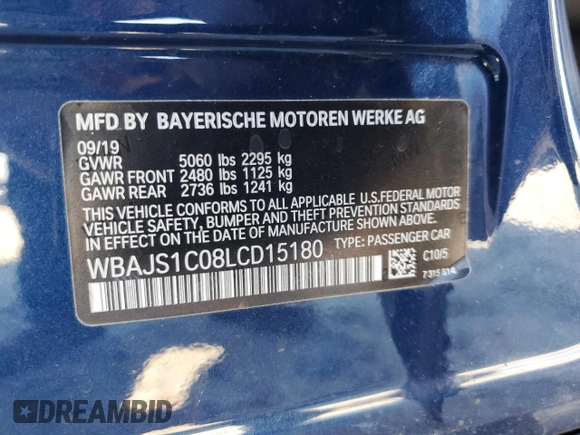 MFD BY BAYERISCHE MOTOREN WERKE AG
09/19
GVWR 5060 lbs 2295 kg
GAWR FRONT 2480 lbs 1125 kg
GAWR REAR 2736 lbs 1241 kg
THIS VEHICLE CONFORMS TO ALL APPLICABLE U.S.FEDERAL MOTOR
VEHICLE SAFETY, BUMPER AND THEFT PREVENTION STANDARDS
IN EFFECT ON THE DATE OF MANUFACTURE SHOWN ABOVE.
WBAJS1C08LCD15180 TYPE: PASSENGER CAR
C10/5
DREAMBID